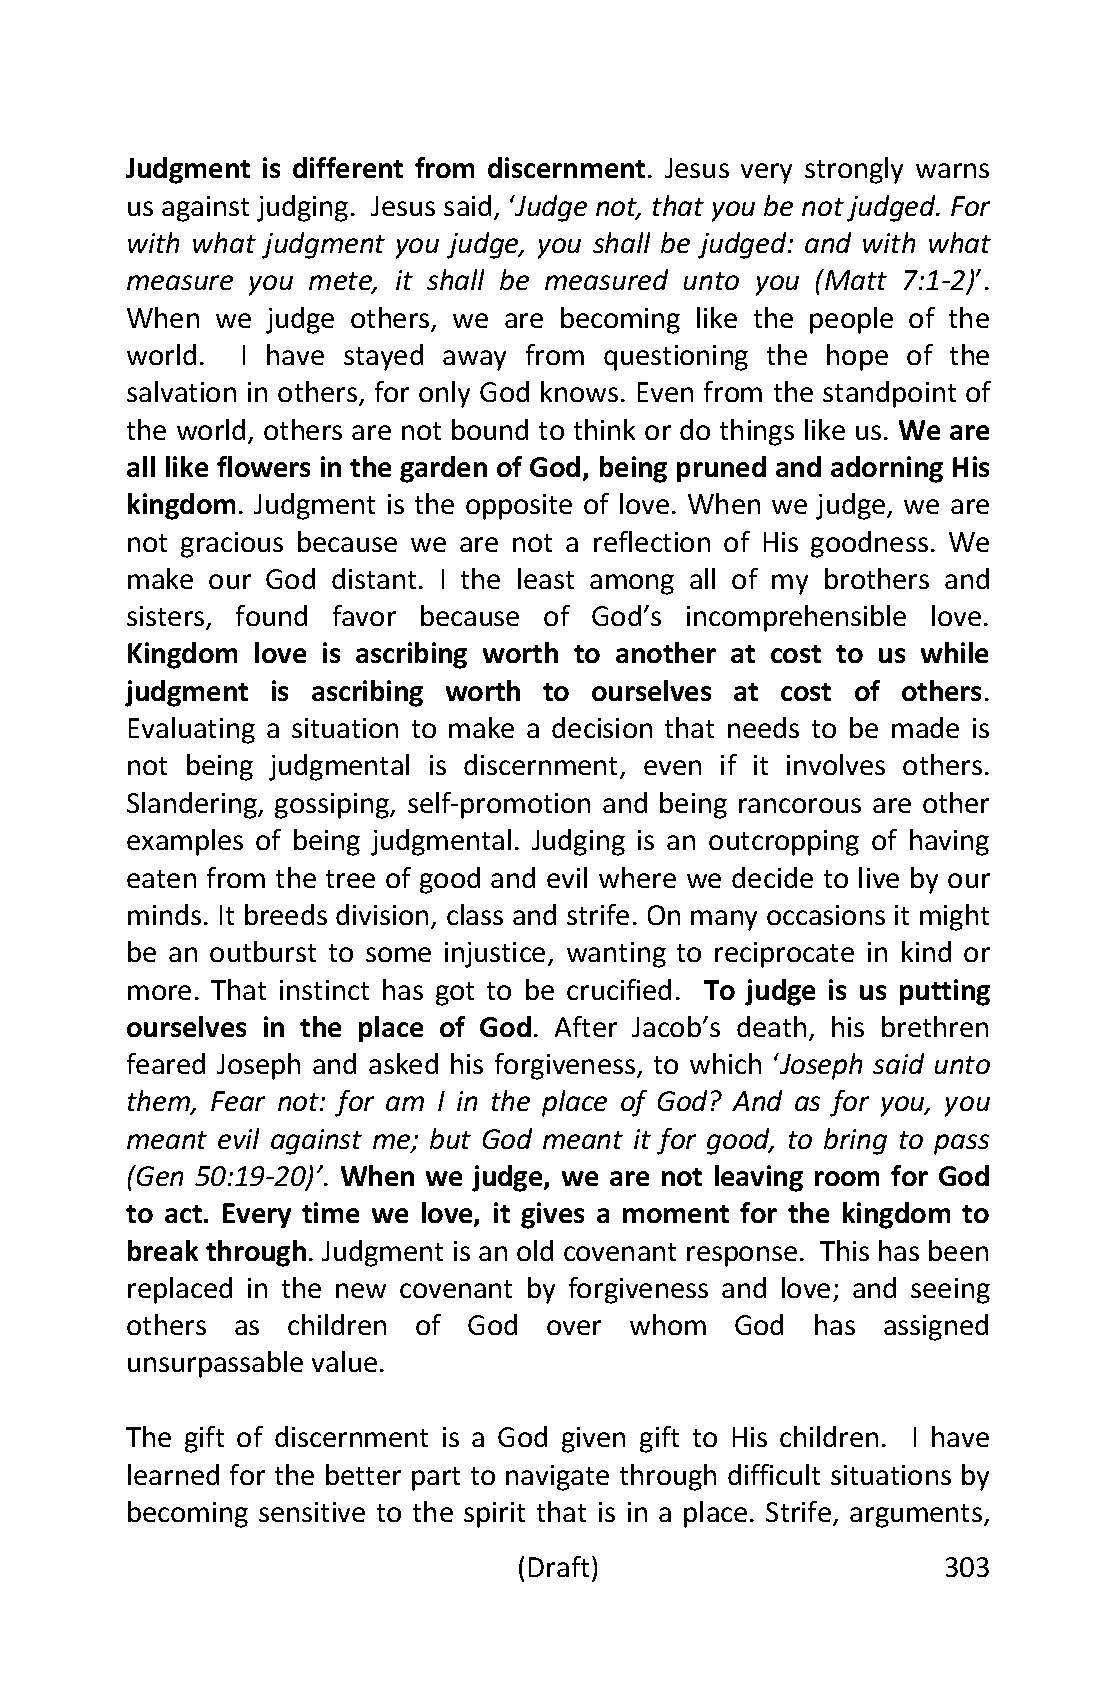 Judgment is different from discernment. Jesus very strongly warns
us against judging.  Jesus said, ‘Judge not, that you be not judged. For
with what judgment you judge, you shall be judged: and with what
measure you mete, it shall be measured unto you (Matt 7:1-2)’.
When we judge others, we are becoming like the people of the
world.  I have stayed away from questioning the hope of the
salvation in others, for only God knows. Even from the standpoint of
the world, others are not bound to think or do things like us. We are
all like flowers in the garden of God, being pruned and adorning His
kingdom. Judgment is the opposite of love. When we judge, we are
not gracious because we are not a reflection of His goodness. We
make our God distant. I the least among all of my brothers and
sisters, found favor because of God’s incomprehensible love.
Kingdom love is ascribing worth to another at cost to us while
judgment is ascribing worth to ourselves at cost of others.
Evaluating a situation to make a decision that needs to be made is
not being judgmental is discernment, even if it involves others.
Slandering, gossiping, self-promotion and being rancorous are other
examples of being judgmental. Judging is an outcropping of having
eaten from the tree of good and evil where we decide to live by our
minds. It breeds division, class and strife. On many occasions it might
be an outburst to some injustice, wanting to reciprocate in kind or
more. That instinct has got to be crucified.  To judge is us putting
ourselves in the place of God. After Jacob’s death, his brethren
feared Joseph and asked his forgiveness, to which ‘Joseph said unto
them, Fear not: for am I in the place of God? And as for you, you
meant evil against me; but God meant it for good, to bring to pass
(Gen 50:19-20)’. When we judge, we are not leaving room for God
to act. Every time we love, it gives a moment for the kingdom to
break through. Judgment is an old covenant response.  This has been
replaced in the new covenant by forgiveness and love; and seeing
others as children of God over whom God has assigned
unsurpassable value.
The gift of discernment is a God given gift to His children.  I have
learned for the better part to navigate through difficult situations by
becoming sensitive to the spirit that is in a place. Strife, arguments,
(Draft) 303